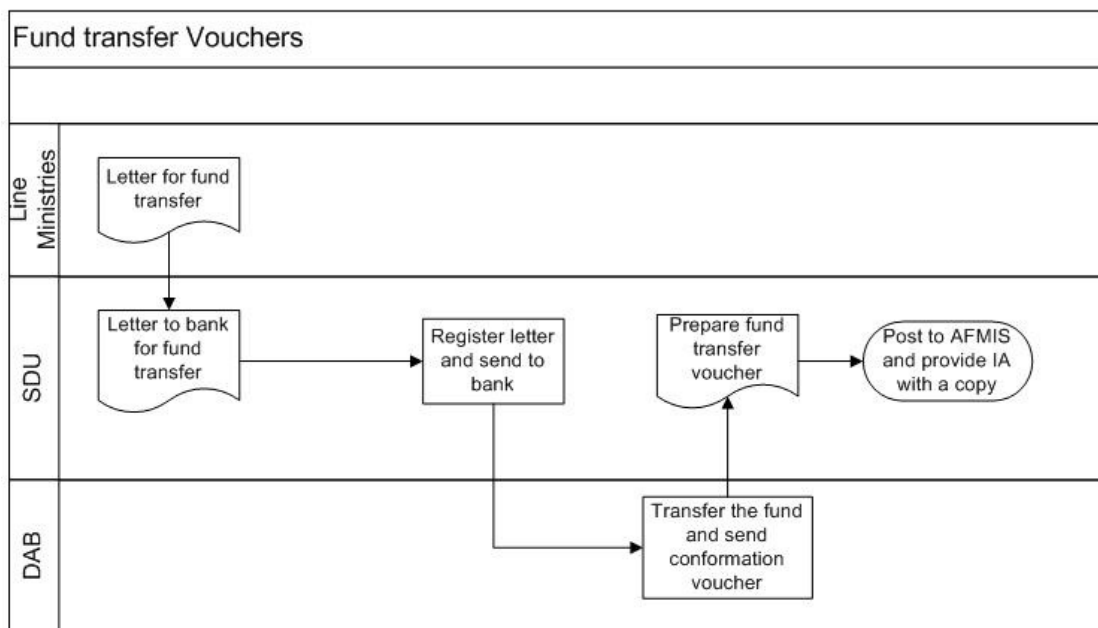 Fund transfer Vouchers
Line
Ministries
Letter for fund
transfer
SDU
Letter to bank
for fund
transfer
Register letter
and send to
bank
Prepare fund
transfer
voucher
Post to AFMIS
and provide IA
with a copy
DAB
Transfer the fund
and send
conformation
voucher